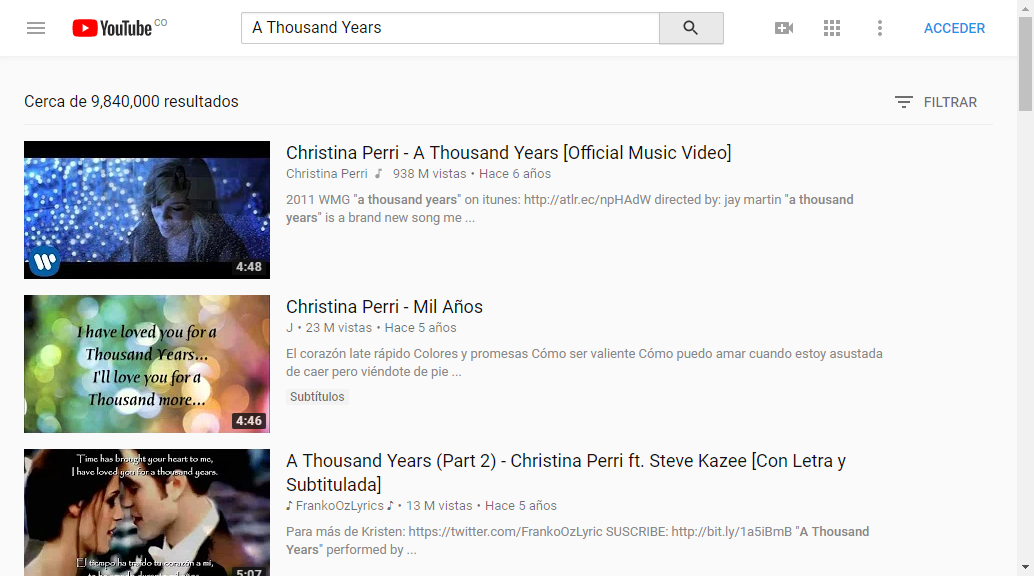 YouTube CO
A Thousand Years
ACCEDER
Cerca de 9,840,000 resultados
FILTRAR
Christina Perri - A Thousand Years [Official Music Video]
Christina Perri ♪ 938 M vistas • Hace 6 años
2011 WMG "a thousand years" on itunes: http://atlr.ec/npHAdW directed by: jay martin "a thousand
years" is a brand new song me ...
4:48
I have loved you for a
Thousand Years...
I'll love you for a
Thousand more...
4:46
Christina Perri - Mil Años
J • 23 M vistas • Hace 5 años
El corazón late rápido Colores y promesas Cómo ser valiente Cómo puedo amar cuando estoy asustada
de caer pero viéndote de pie ...
Subtítulos
Time has brought your heart to me,
I have loved you for a thousand years.
El tiempo ha traído tu corazón a mi,
5:07
A Thousand Years (Part 2) - Christina Perri ft. Steve Kazee [Con Letra y
Subtitulada]
♪ FrankoOzLyrics ♪ • 13 M vistas • Hace 5 años
Para más de Kristen: https://twitter.com/FrankoOzLyric SUSCRIBE: http://bit.ly/1a5iBmB "A Thousand
Years" performed by ...